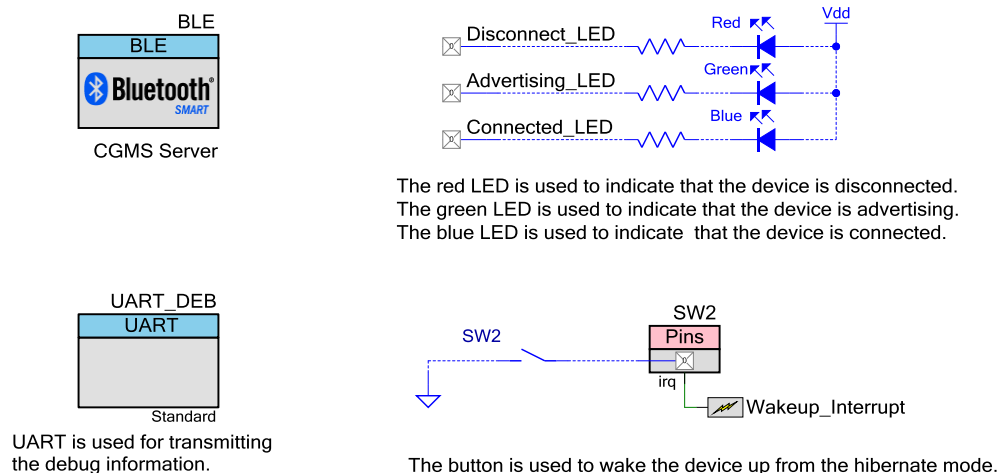 BLE
BLE
Bluetooth®
SMART
CGMS Server
Red
Vdd
Disconnect_LED
Green
Advertising_LED
Blue
Connected_LED
The red LED is used to indicate that the device is disconnected.
The green LED is used to indicate that the device is advertising.
The blue LED is used to indicate  that the device is connected.
UART_DEB
UART
Standard
UART is used for transmitting
the debug information.
SW2
SW2
Pins
irq
Wakeup_Interrupt
The button is used to wake the device up from the hibernate mode.